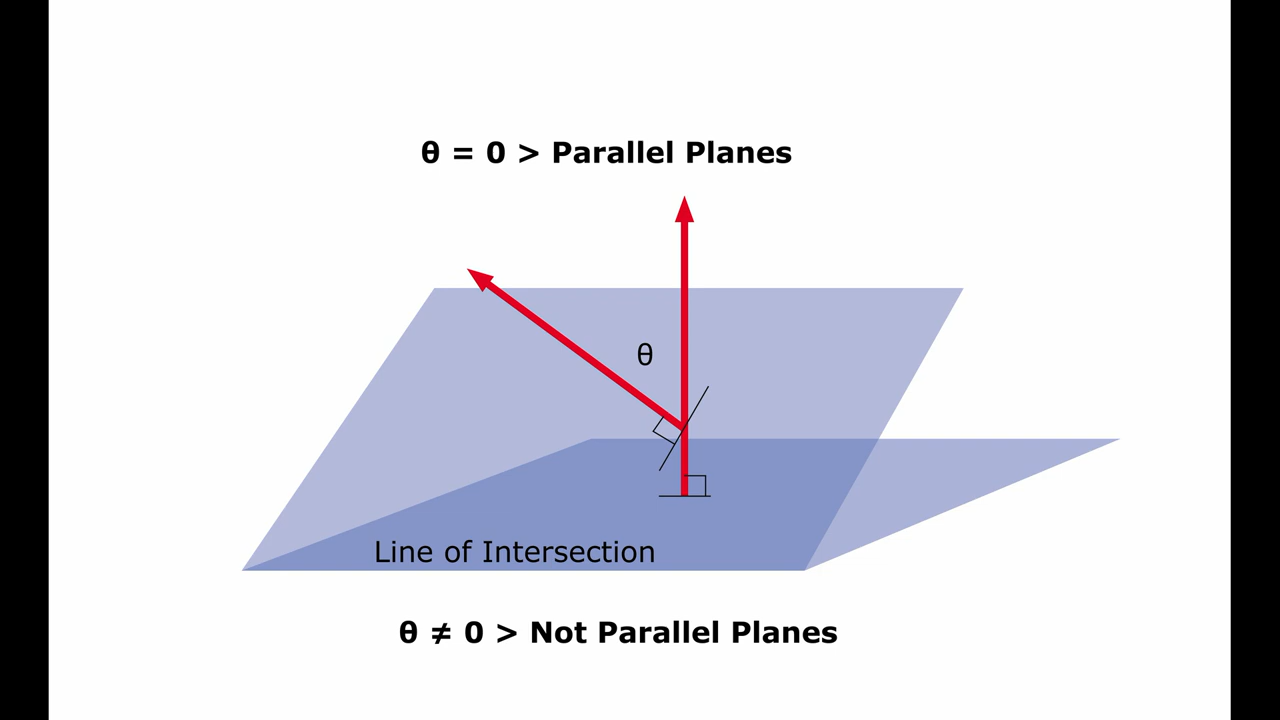 θ = 0 > Parallel Planes
θ
Line of Intersection
θ ≠ 0 > Not Parallel Planes